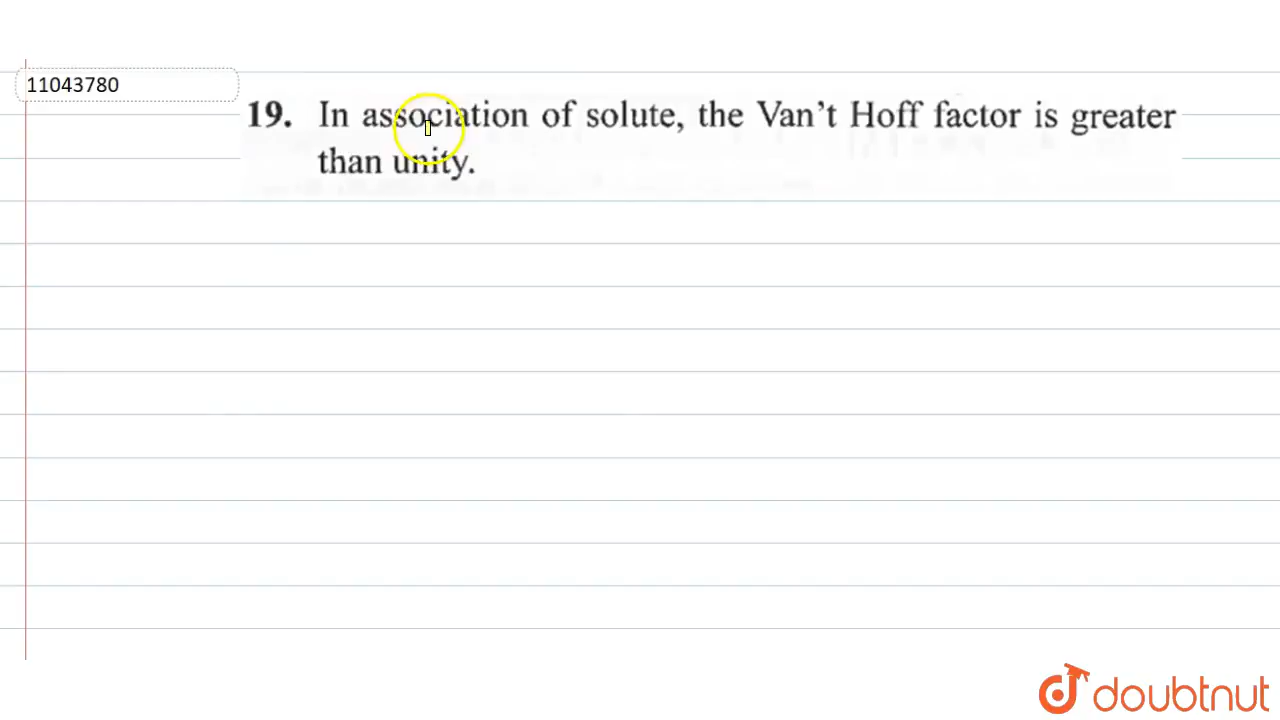 11043780
19. In association of solute, the Van't Hoff factor is greater
than unity.
doubtnut